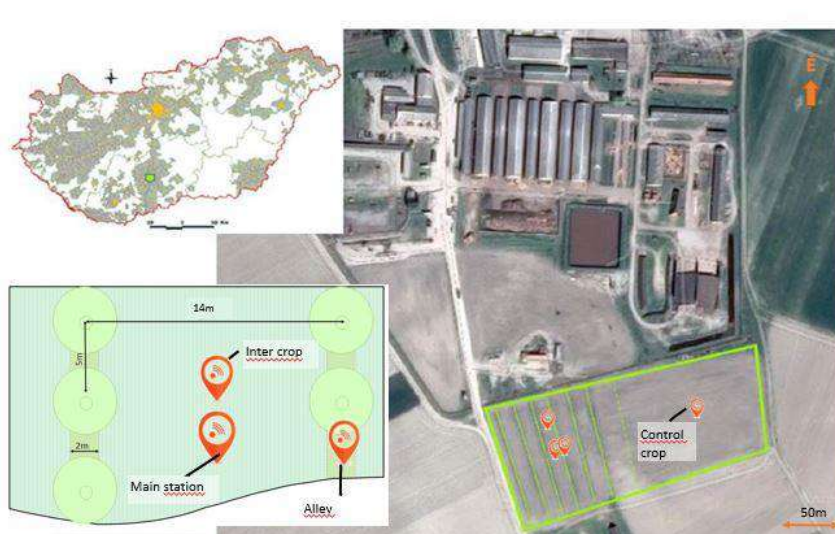 É
14m
Inter crop
5m
2m
Main station
Alley
Control
crop
50m